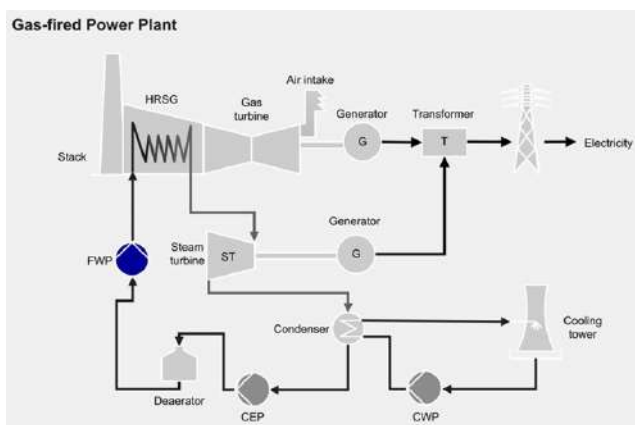 Gas-fired Power Plant
Air intake
HRSG
Gas
turbine
Generator
Transformer
Stack
G
T
Electricity
Generator
FWP
Steam
turbine
ST
G
Condenser
Cooling
tower
Deaerator
CEP
CWP